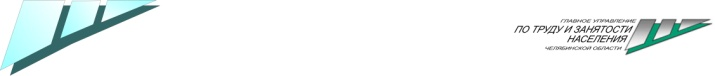 ГЛАВНОЕ УПРАВЛЕНИЕ
ПО ТРУДУ И ЗАНЯТОСТИ
НАСЕЛЕНИЯ
ЧЕЛЯБИНСКОЙ ОБЛАСТИ